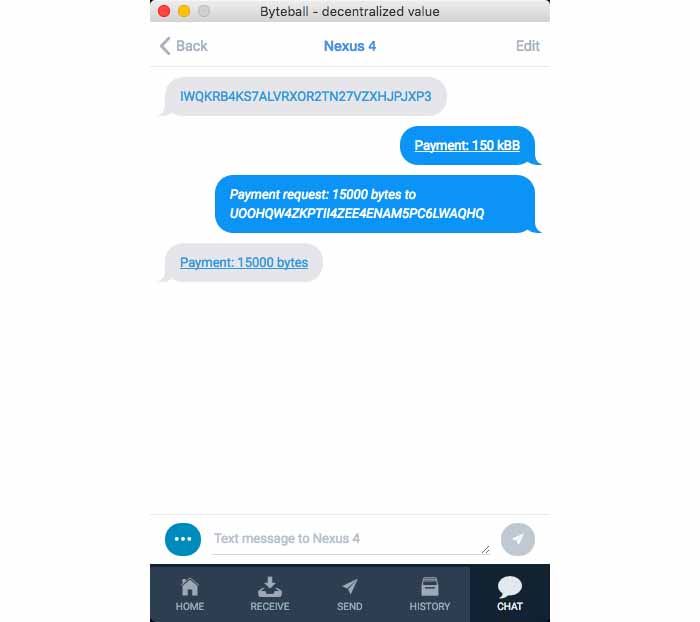 Byteball - decentralized value
Back
Nexus 4
Edit
IWQKRB4KS7ALVRXOR2TN27VZXHJPJXP3
Payment: 150 kBB
Payment request: 15000 bytes to
UOOHQW4ZKPTII4ZEE4ENAM5PC6LWAQHQ
Payment: 15000 bytes
Text message to Nexus 4
HOME
RECEIVE
SEND
HISTORY
CHAT